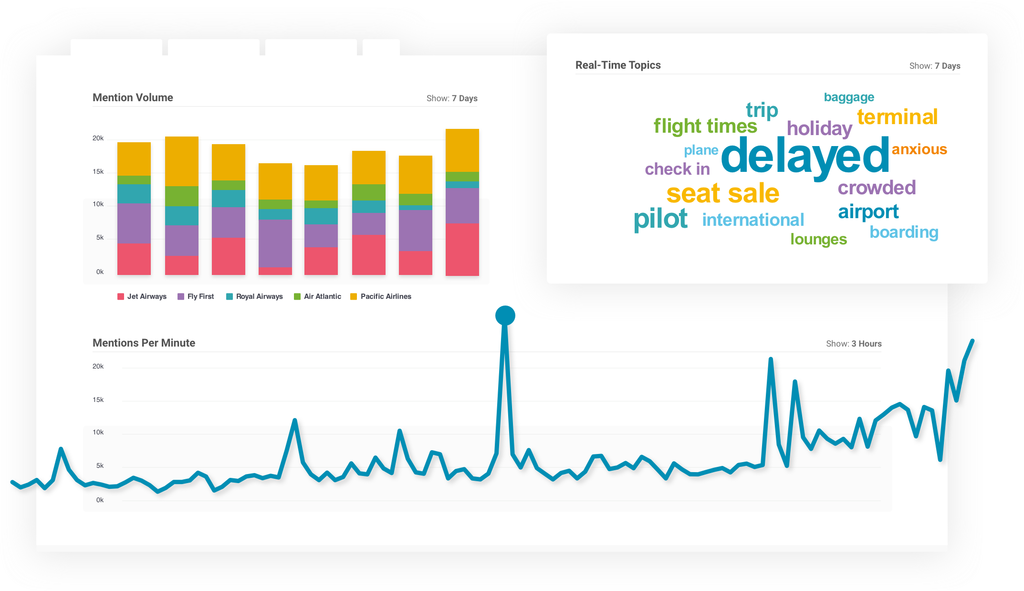 Mention Volume
Show: 7 Days
20k
15k
10k
5k
0k
Jet Airways
Fly First
Royal Airways
Air Atlantic
Pacific Airlines
Real-Time Topics
Show: 7 Days
baggage
trip
terminal
flight times
holiday
plane
delayed
anxious
check in
seat sale
crowded
pilot
international
airport
boarding
lounges
Mentions Per Minute
Show: 3 Hours
20k
15k
10k
5k
0k